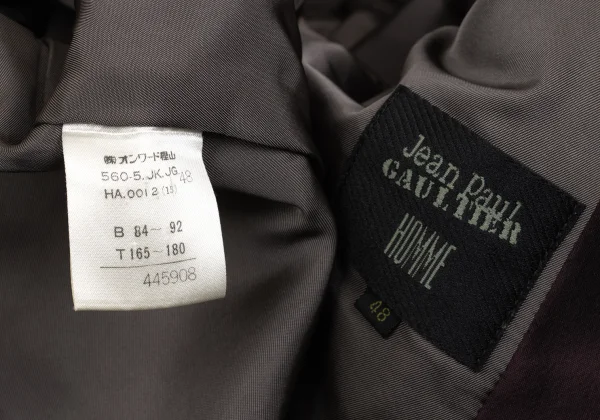 ㈱オンワード樫山
560-5.JK.JG
48
HA.0012(15)
B 84- 92
T 165-180
445908
Jean Paul
GAULTIER
HOMME
48